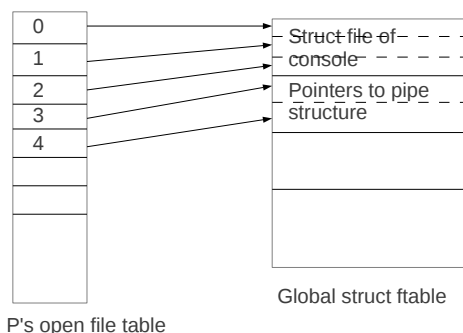 0
1
2
3
4
P's open file table
Struct file of
console
Pointers to pipe
structure
Global struct ftable